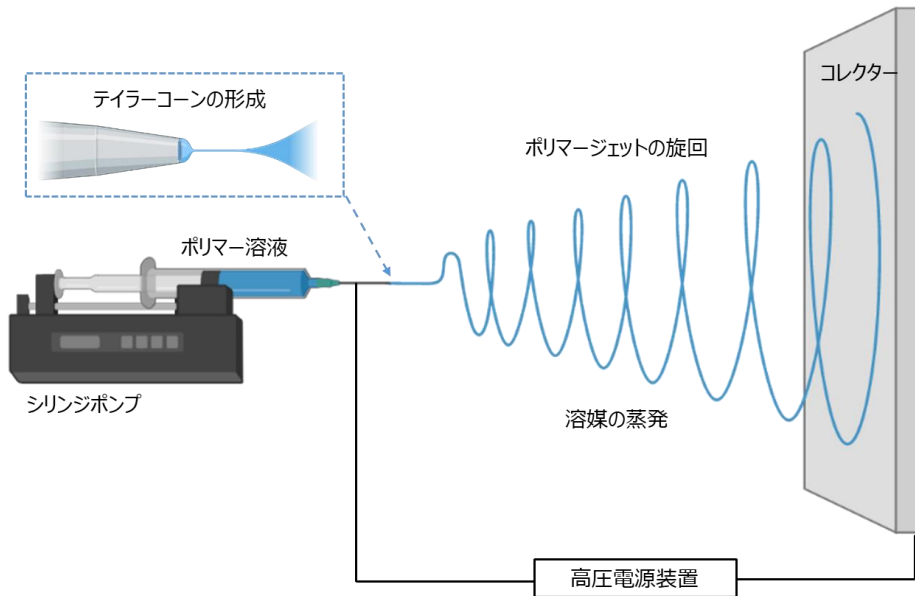 コレクター
テイラーコーンの形成
ポリマージェットの旋回
ポリマー溶液
シリンジポンプ
溶媒の蒸発
高圧電源装置